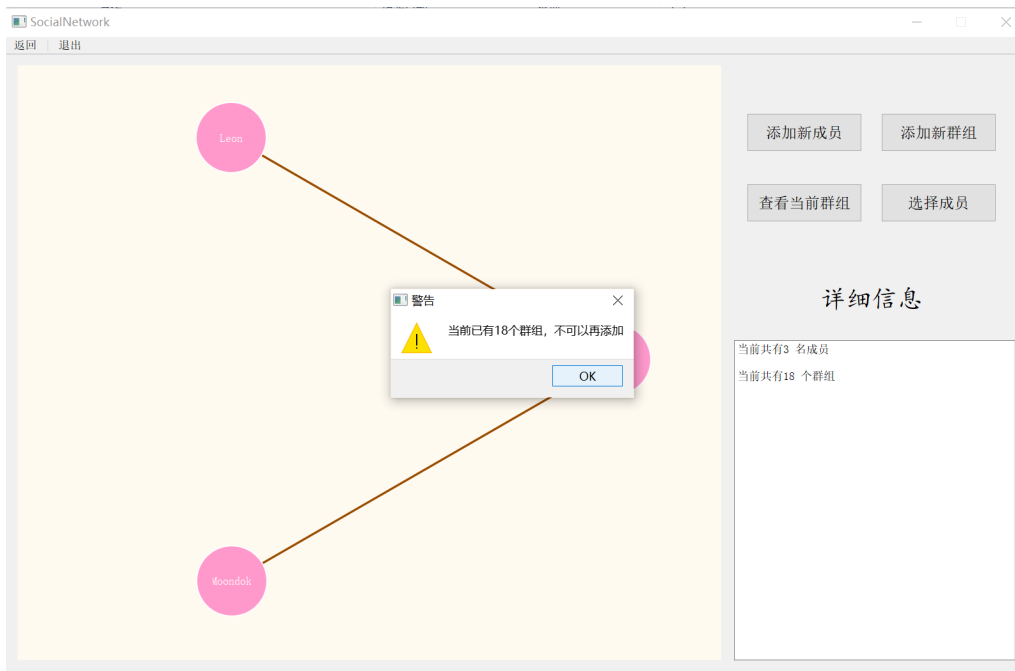 SocialNetwork
返回 退出
Leon
添加新成员 添加新群组
查看当前群组 选择成员
警告
当前已有18个群组，不可以再添加
OK
详细信息
当前共有3 名成员
当前共有18 个群组
Moondok